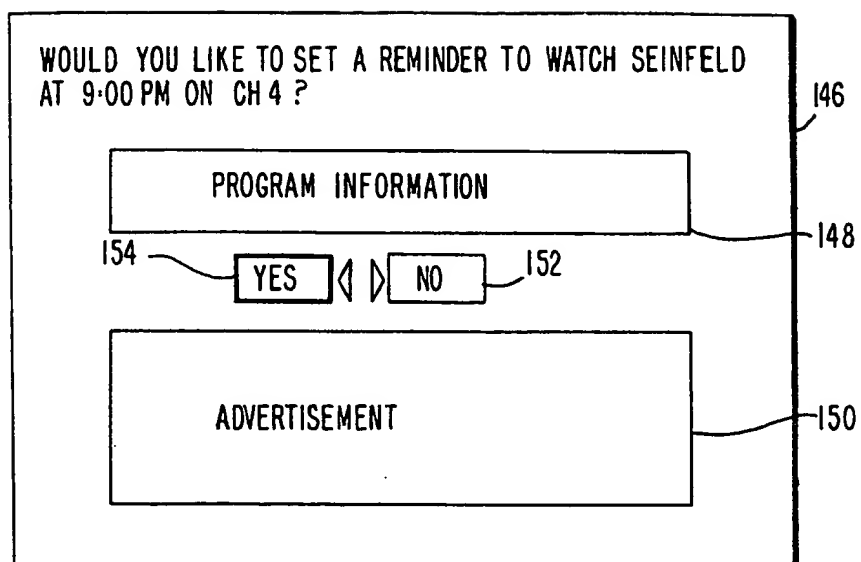 WOULD YOU LIKE TO SET A REMINDER TO WATCH SEINFELD
AT 9:00 PM ON CH 4 ?
146
PROGRAM INFORMATION
148
154
YES
NO
152
ADVERTISEMENT
150